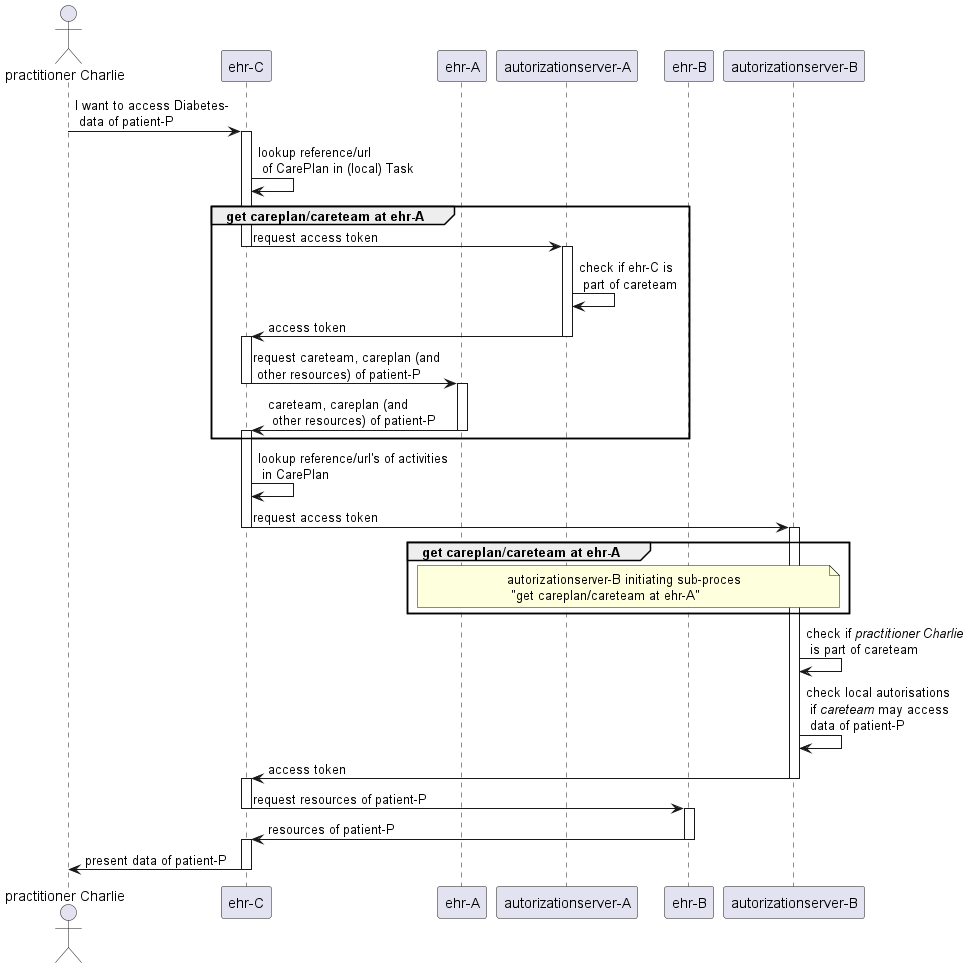 practitioner Charlie
ehr-C
ehr-A
autorizationserver-A
ehr-B
autorizationserver-B
I want to access Diabetes-
data of patient-P
lookup reference/url
of CarePlan in (local) Task
get careplan/careteam at ehr-A
request access token
check if ehr-C is
part of careteam
access token
request careteam, careplan (and
other resources) of patient-P
careteam, careplan (and
other resources) of patient-P
lookup reference/url's of activities
in CarePlan
request access token
get careplan/careteam at ehr-A
autorizationserver-B initiating sub-proces
"get careplan/careteam at ehr-A"
check if practitioner Charlie
is part of careteam
check local autorisations
if careteam may access
data of patient-P
access token
request resources of patient-P
resources of patient-P
present data of patient-P
practitioner Charlie
ehr-C
ehr-A
autorizationserver-A
ehr-B
autorizationserver-B